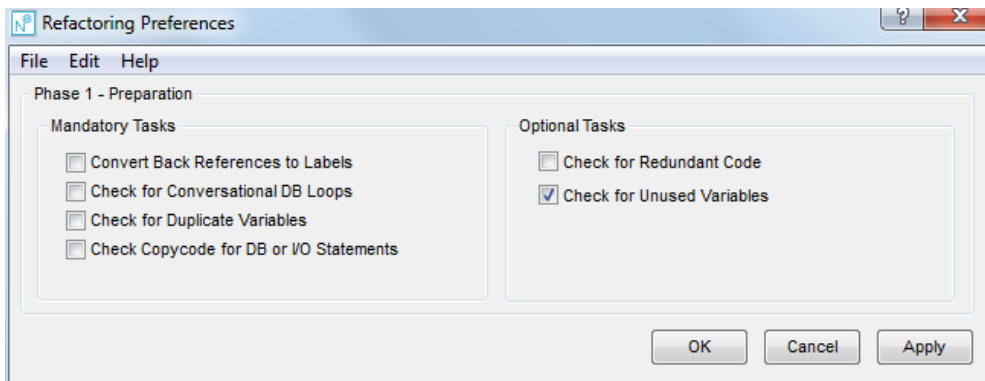 Refactoring Preferences
File Edit Help
Phase 1 - Preparation
Mandatory Tasks
Convert Back References to Labels
Check for Conversational DB Loops
Check for Duplicate Variables
Check Copycode for DB or I/O Statements
Optional Tasks
Check for Redundant Code
Check for Unused Variables
OK Cancel Apply